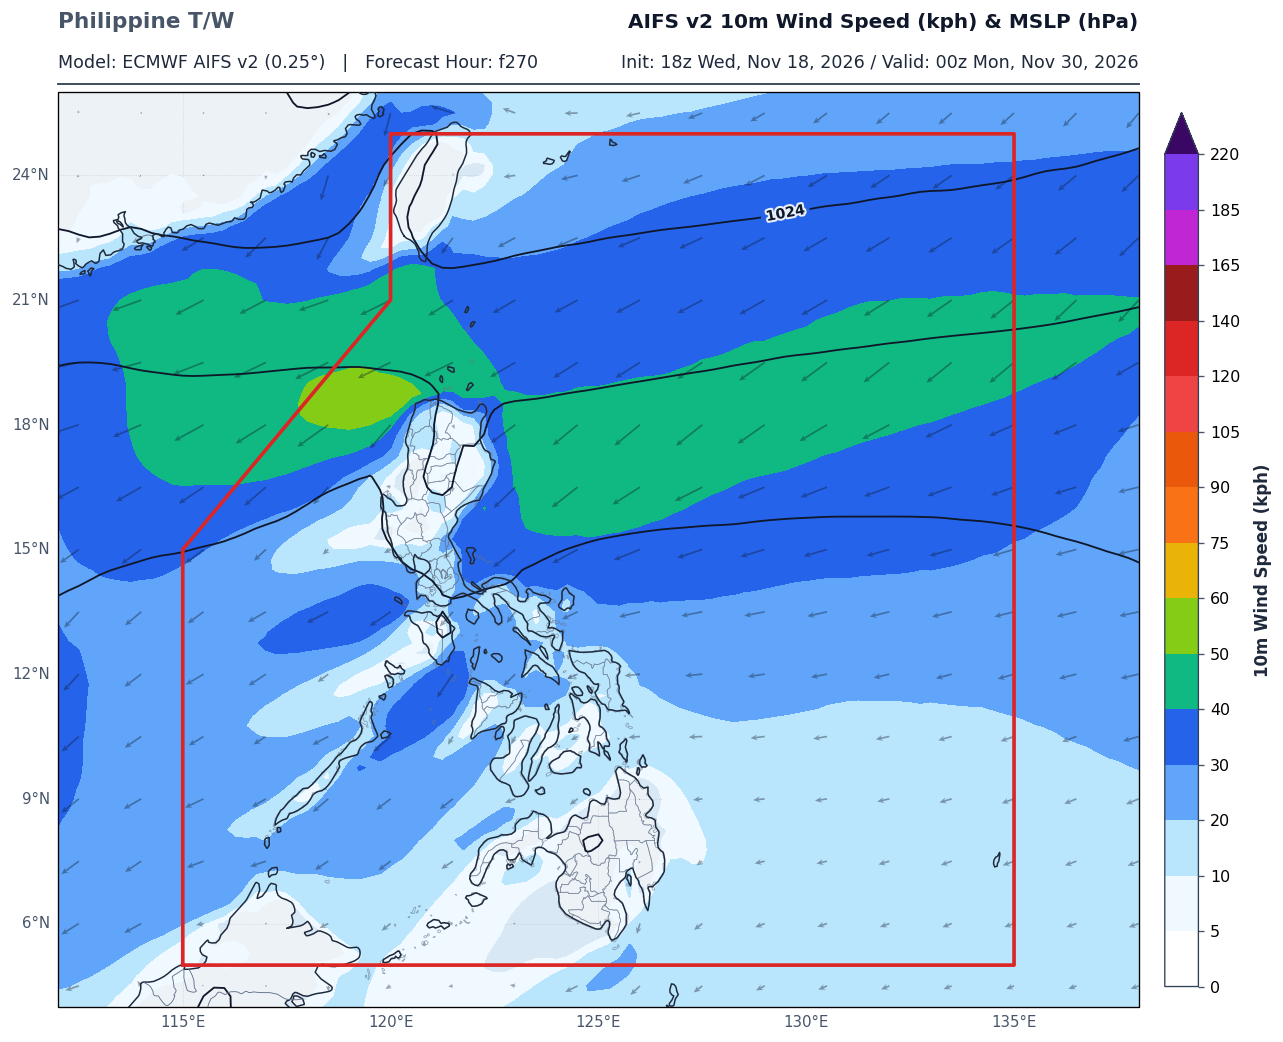 Philippine T/W
AIFS v2 10m Wind Speed (kph) & MSLP (hPa)
Model: ECMWF AIFS v2 (0.25°) | Forecast Hour: f270
Init: 18z Wed, Nov 18, 2026 / Valid: 00z Mon, Nov 30, 2026
24°N
21°N
18°N
15°N
12°N
9°N
6°N
1024
115°E
120°E
125°E
130°E
135°E
220
185
165
140
120
105
90
75
60
50
40
30
20
10
5
0
10m Wind Speed (kph)